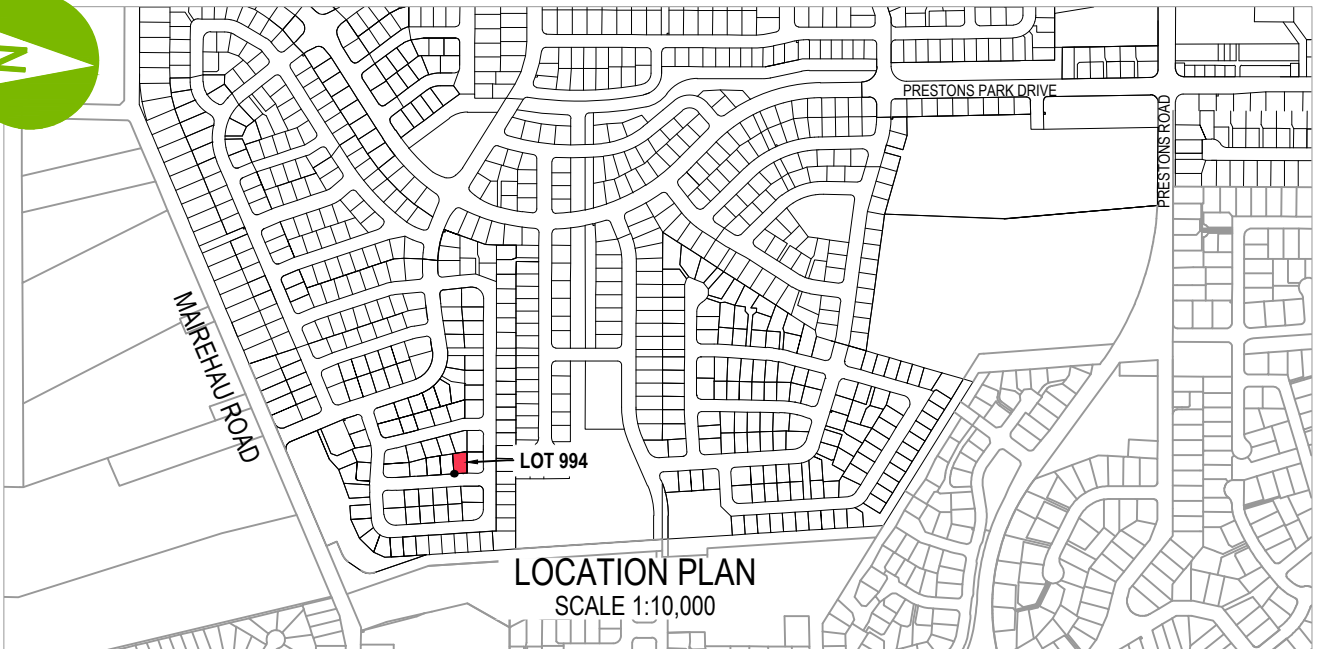 N
PRESTONS PARK DRIVE
PRESTONS ROAD
MAIREHAU ROAD
LOT 994
LOCATION PLAN
SCALE 1:10,000